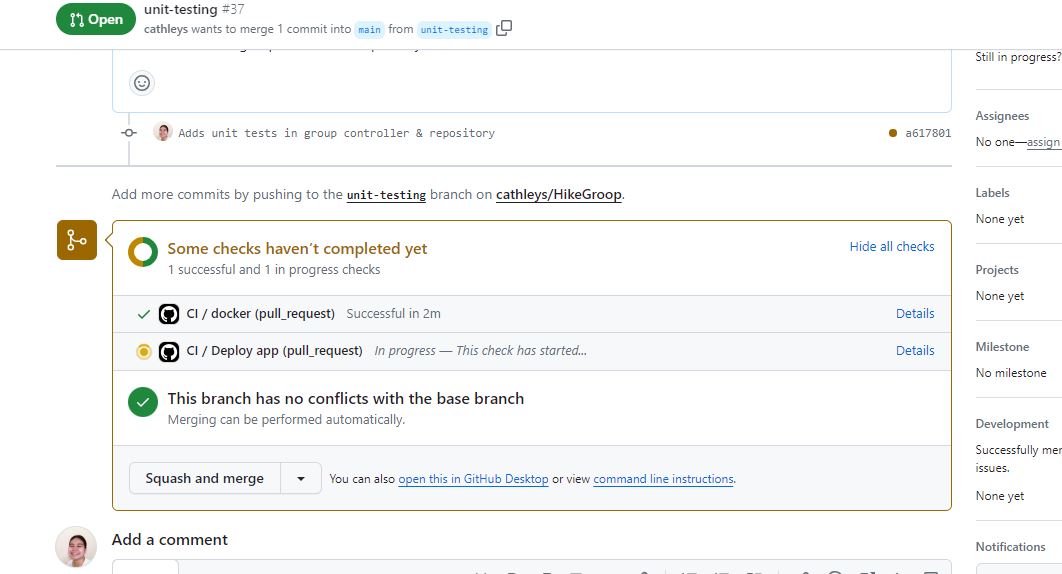 Open
unit-testing #37
cathleys wants to merge 1 commit into main from unit-testing
Still in progress?
Adds unit tests in group controller & repository a617801
Assignees
No one—assign
Add more commits by pushing to the unit-testing branch on cathleys/HikeGroop.
Labels
None yet
Some checks haven't completed yet
Hide all checks
1 successful and 1 in progress checks
Projects
None yet
CI / docker (pull_request) Successful in 2m Details
CI / Deploy app (pull_request) In progress — This check has started... Details
Milestone
No milestone
This branch has no conflicts with the base branch
Merging can be performed automatically.
Development
Successfully mer
issues.
None yet
Squash and merge
You can also open this in GitHub Desktop or view command line instructions.
Add a comment
Notifications